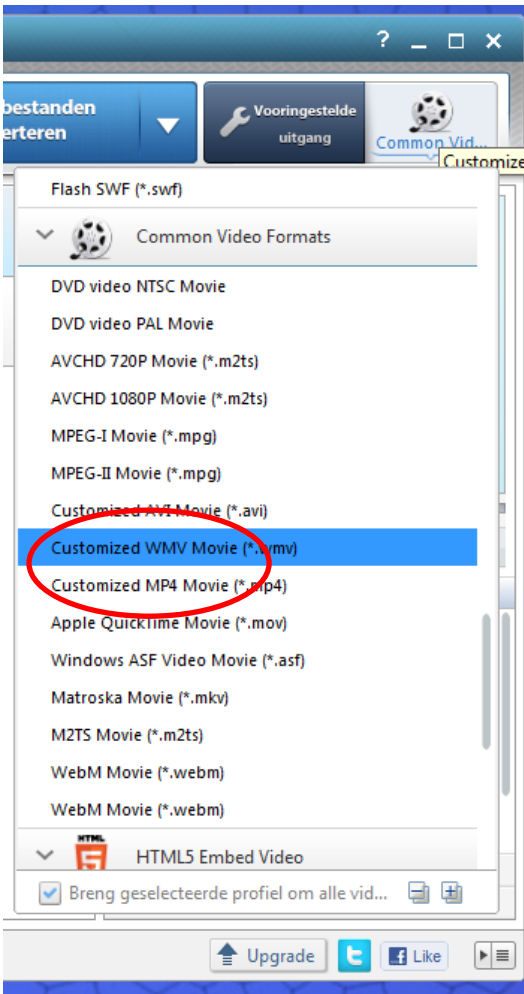 ?
bestanden
erteren
Vooringestelde
uitgang
Common Vid...
Customize
Flash SWF (*.swf)
Common Video Formats
DVD video NTSC Movie
DVD video PAL Movie
AVCHD 720P Movie (*.m2ts)
AVCHD 1080P Movie (*.m2ts)
MPEG-I Movie (*.mpg)
MPEG-II Movie (*.mpg)
Customized AVI Movie (*.avi)
Customized WMV Movie (*.wmv)
Customized MP4 Movie (*.mp4)
Apple QuickTime Movie (*.mov)
Windows ASF Video Movie (*.asf)
Matroska Movie (*.mkv)
M2TS Movie (*.m2ts)
WebM Movie (*.webm)
WebM Movie (*.webm)
HTML
5
HTML5 Embed Video
Breng geselecteerde profiel om alle vid...
Upgrade
t
f Like